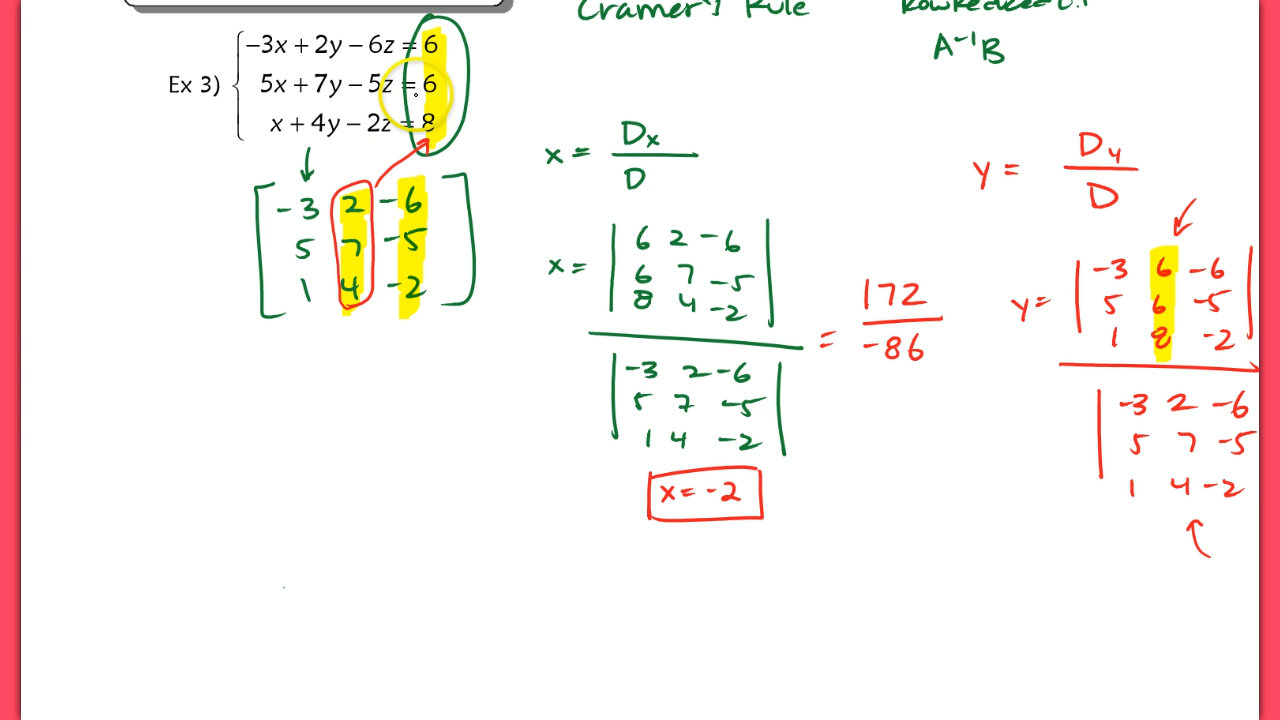 Cramer's Rule
A⁻¹B
Ex 3)
−3x + 2y − 6z = 6
5x + 7y − 5z = 6
x + 4y − 2z = 8
-3 2 -6
5 7 -5
1 4 -2
x = Dx / D
x =
6 2 -6
6 7 -5
8 4 -2
-3 2 -6
5 7 -5
1 4 -2
= 172 / -86
x = -2
y = Dy / D
y =
-3 6 -6
5 6 -5
1 8 -2
-3 2 -6
5 7 -5
1 4 -2